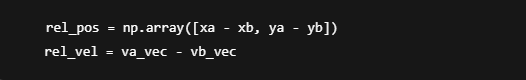 rel_pos = np.array([xa - xb, ya - yb])
rel_vel = va_vec - vb_vec